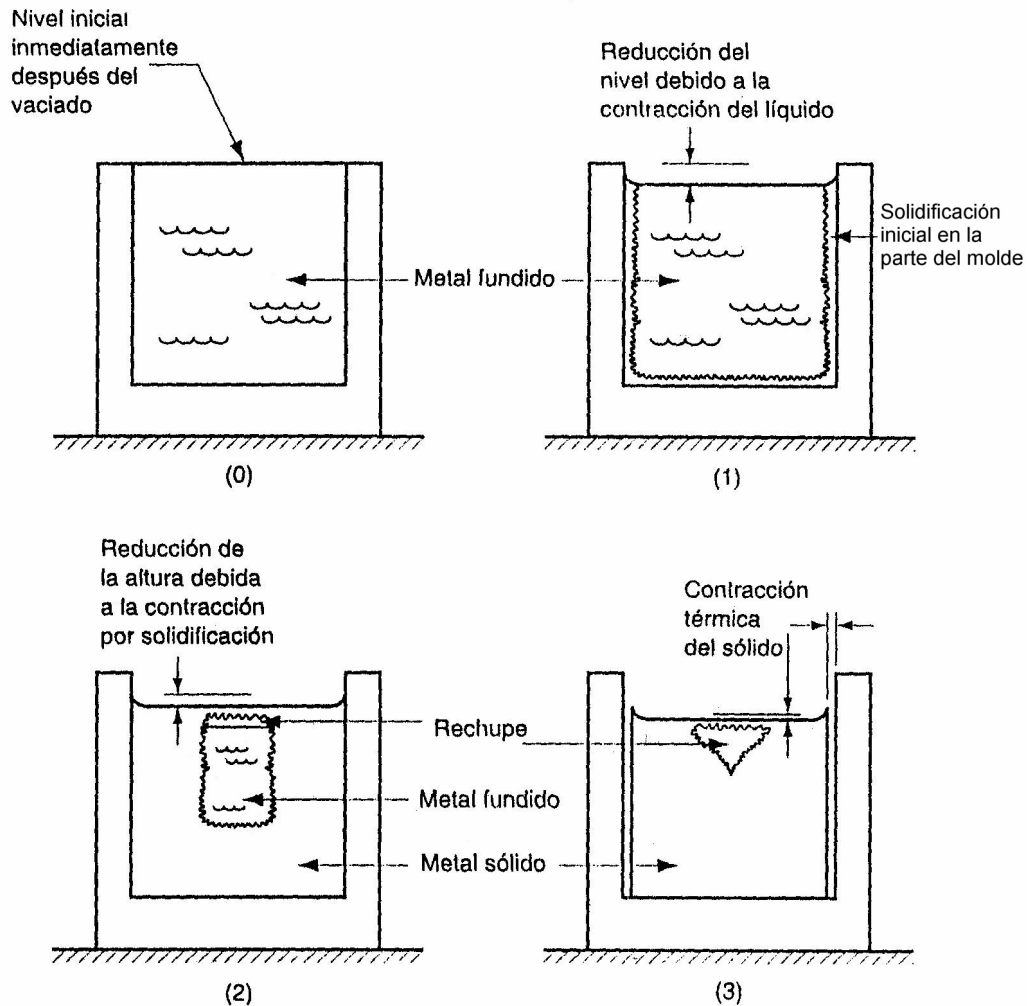 Nivel inicial
inmediatamente
después del
vaciado
Reducción del
nivel debido a la
contracción del líquido
Solidificación
inicial en la
parte del molde
Metal fundido
(0)
(1)
Reducción de
la altura debida
a la contracción
por solidificación
Contracción
térmica
del sólido
Rechupe
Metal fundido
Metal sólido
(2)
(3)